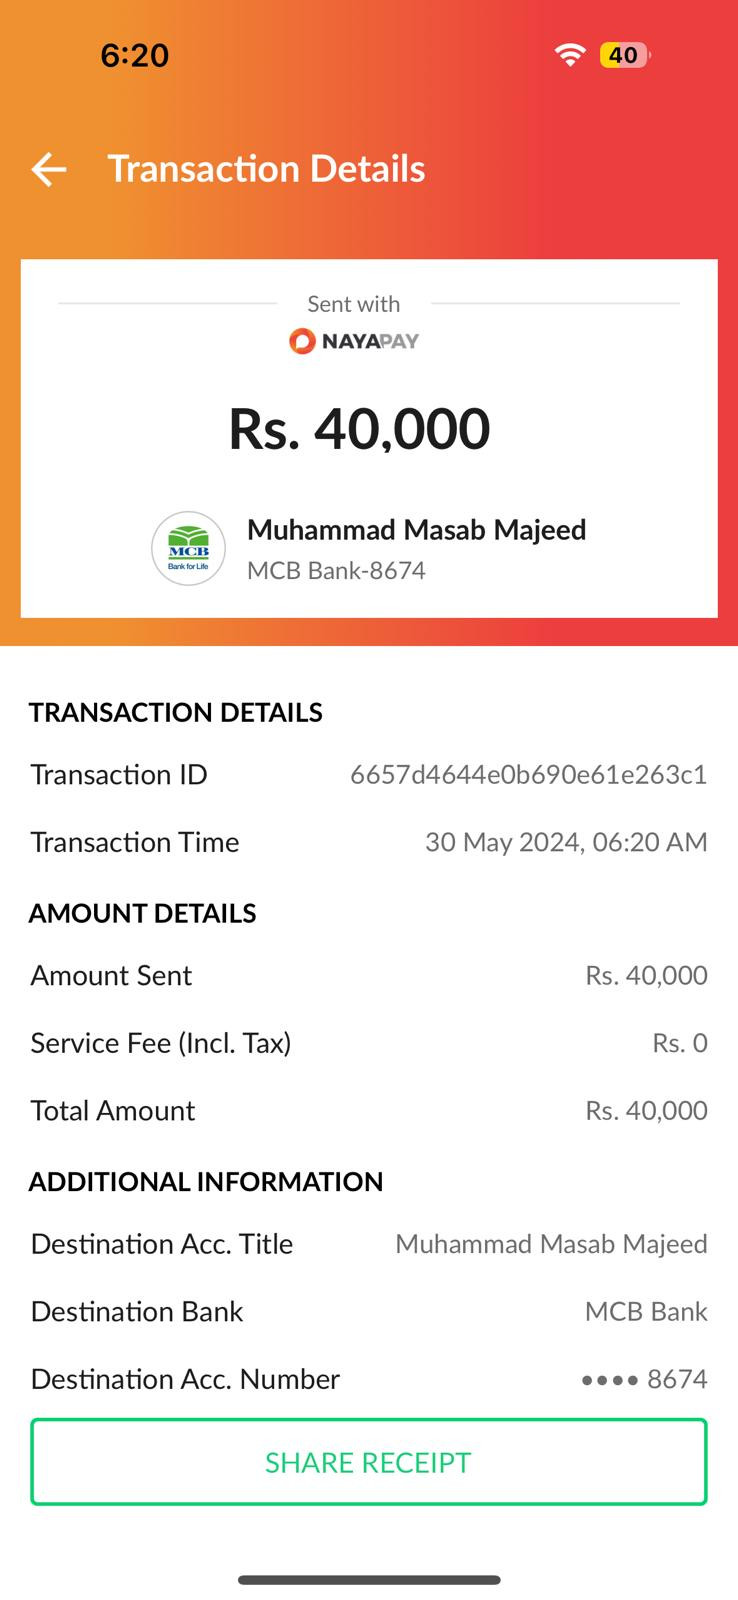 6:20
40
Transaction Details
Sent with
NAYAPAY
Rs. 40,000
MCB
Bank for Life
Muhammad Masab Majeed
MCB Bank-8674
TRANSACTION DETAILS
Transaction ID 6657d4644e0b690e61e263c1
Transaction Time 30 May 2024, 06:20 AM
AMOUNT DETAILS
Amount Sent Rs. 40,000
Service Fee (Incl. Tax) Rs. 0
Total Amount Rs. 40,000
ADDITIONAL INFORMATION
Destination Acc. Title Muhammad Masab Majeed
Destination Bank MCB Bank
Destination Acc. Number •••• 8674
SHARE RECEIPT